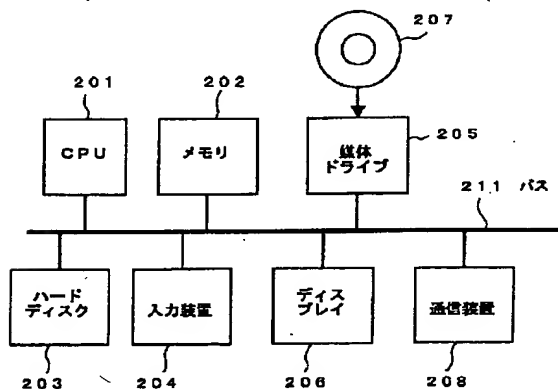 207
201
202
CPU
メモリ
媒体
ドライブ
205
211 バス
ハード
ディスク
入力装置
ディス
プレイ
通信装置
203
204
206
208